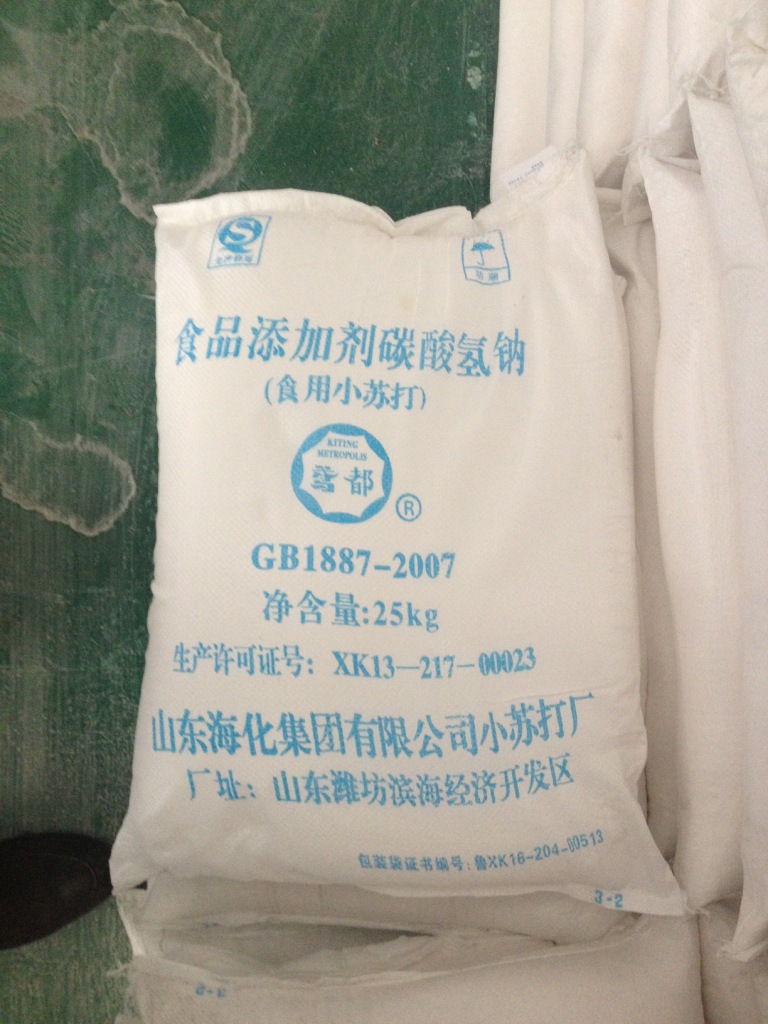 食品添加剂碳酸氢钠
(食用小苏打)
KITING
METROPOLIS
鸢都
®
GB1887-2007
净含量:25kg
生产许可证号: XK13—217—00023
山东海化集团有限公司小苏打厂
厂址: 山东潍坊滨海经济开发区
包装袋证书编号: 鲁XK16-204-00513
3-2